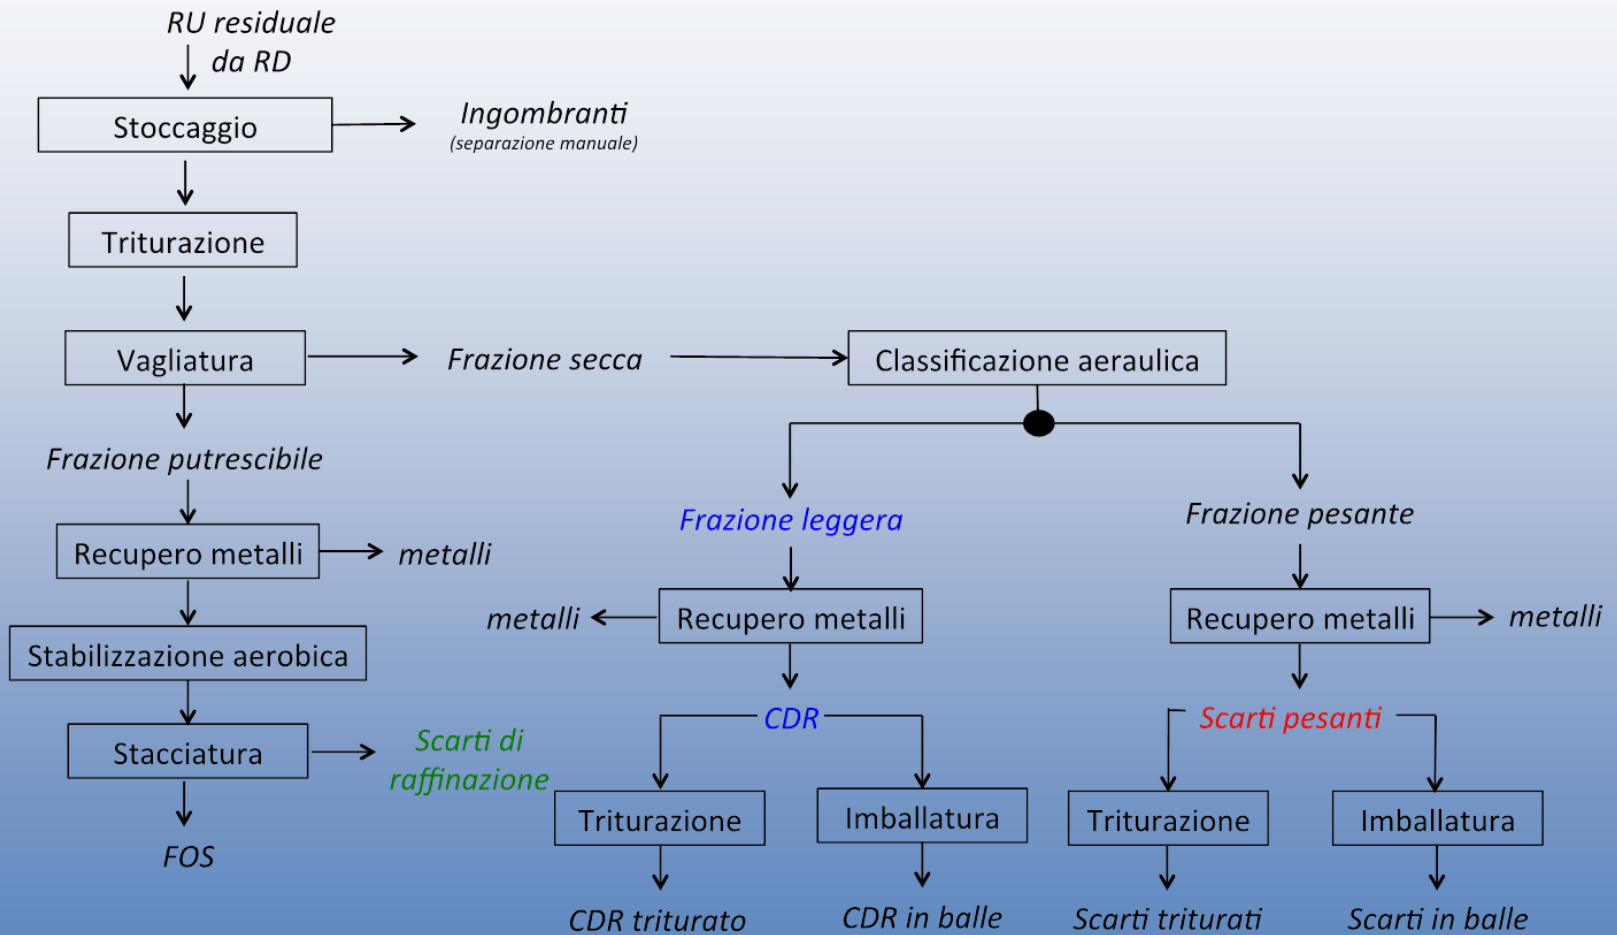 RU residuale
da RD
Stoccaggio
Ingombranti
(separazione manuale)
Triturazione
Vagliatura
Frazione secca
Classificazione aeraulica
Frazione putrescibile
Frazione leggera
Frazione pesante
Recupero metalli
metalli
metalli
Recupero metalli
Recupero metalli
metalli
Stabilizzazione aerobica
CDR
Scarti pesanti
Stacciatura
Scarti di
raffinazione
Triturazione
Imballatura
Triturazione
Imballatura
FOS
CDR triturato
CDR in balle
Scarti triturati
Scarti in balle